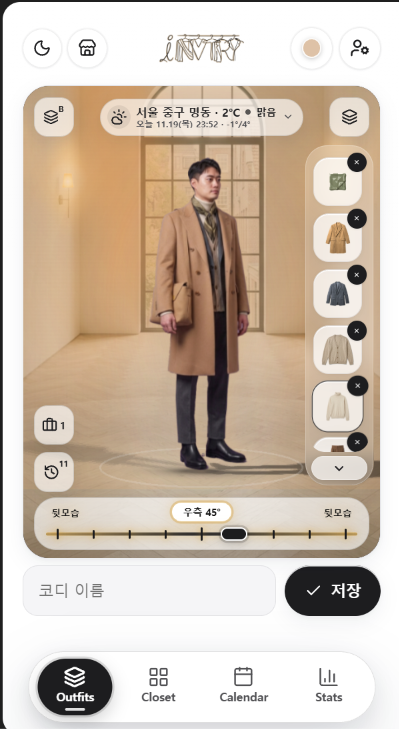 iNVTRY
B
서울 중구 명동 · 2°C ● 맑음
오늘 11.19(목) 23:52 · -1°/4°
1
11
뒷모습
우측 45°
뒷모습
코디 이름
저장
Outfits
Closet
Calendar
Stats